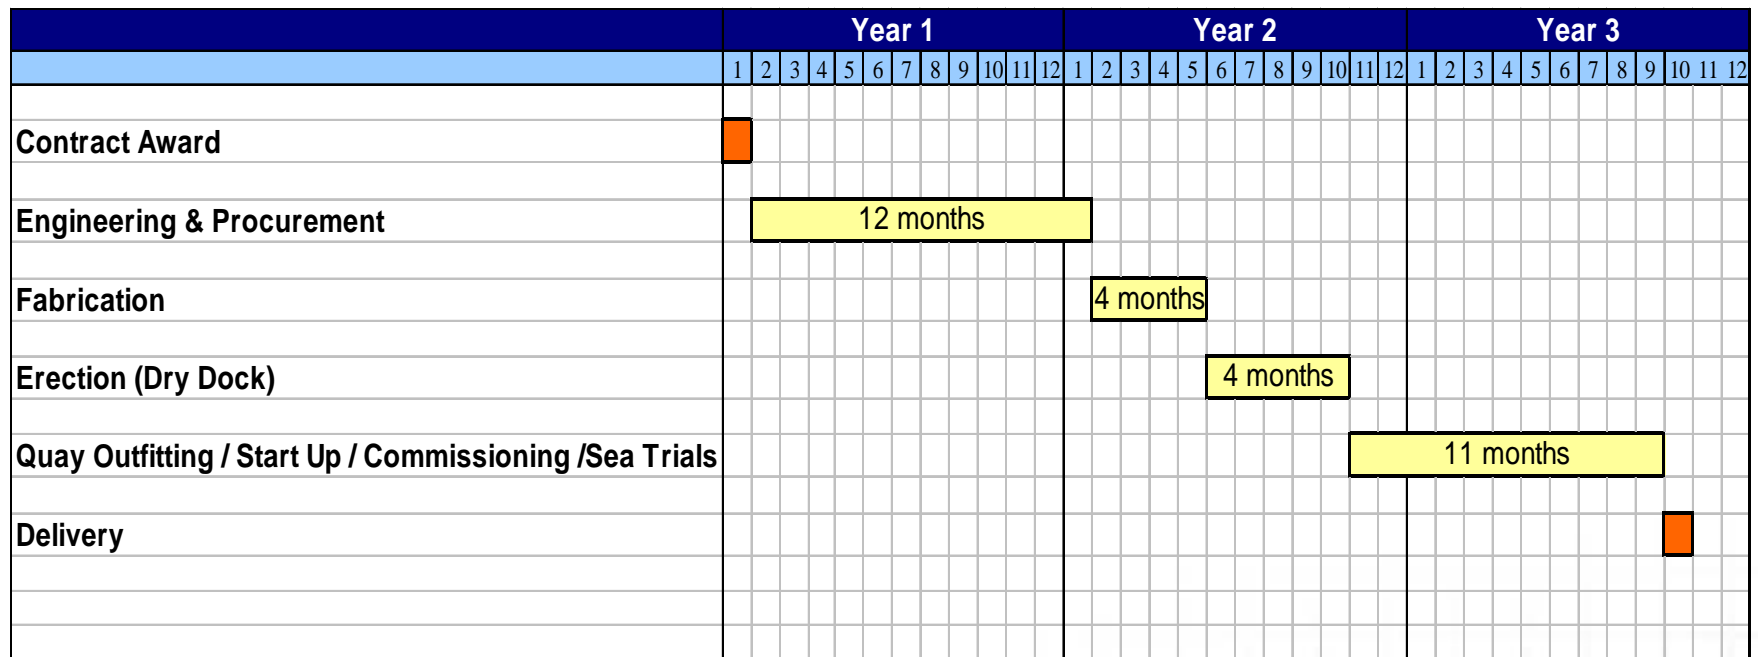 Year 1 Year 2 Year 3
1 2 3 4 5 6 7 8 9 10 11 12 1 2 3 4 5 6 7 8 9 10 11 12 1 2 3 4 5 6 7 8 9 10 11 12
Contract Award
Engineering & Procurement 12 months
Fabrication 4 months
Erection (Dry Dock) 4 months
Quay Outfitting / Start Up / Commissioning /Sea Trials 11 months
Delivery